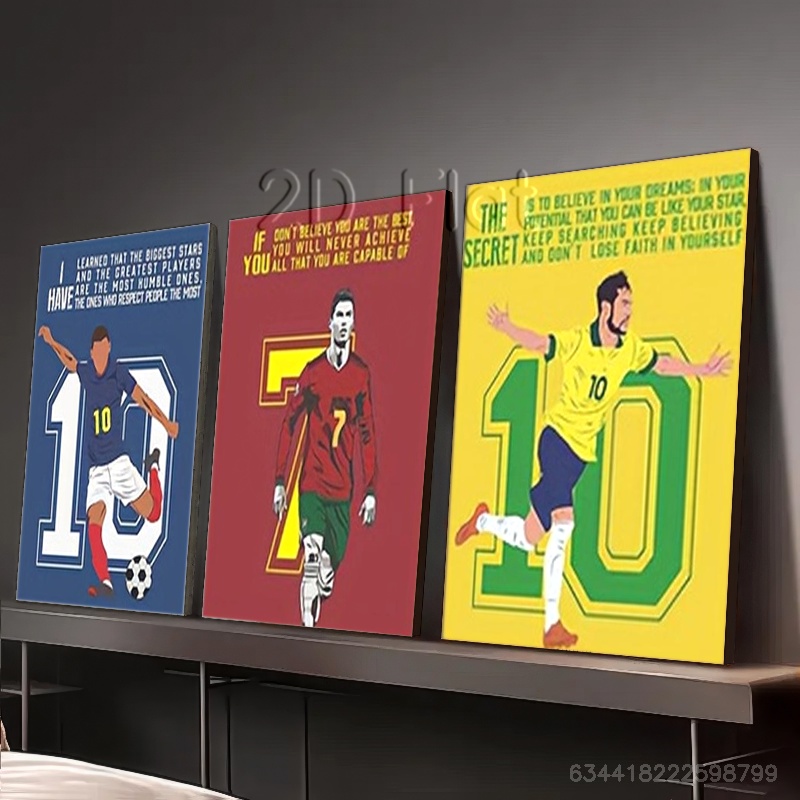 2D Flat
I
HAVE
LEARNED THAT THE BIGGEST STARS
AND THE GREATEST PLAYERS
ARE THE MOST HUMBLE ONES
THE ONES WHO RESPECT PEOPLE THE MOST
10
10
IF
YOU
DON'T BELIEVE YOU ARE THE BEST,
YOU WILL NEVER ACHIEVE
ALL THAT YOU ARE CAPABLE OF
7
7
THE
SECRET
IS TO BELIEVE IN YOUR DREAMS; IN YOUR
POTENTIAL THAT YOU CAN BE LIKE YOUR STAR,
KEEP SEARCHING KEEP BELIEVING
AND DON'T LOSE FAITH IN YOURSELF
10
10
634418222598799